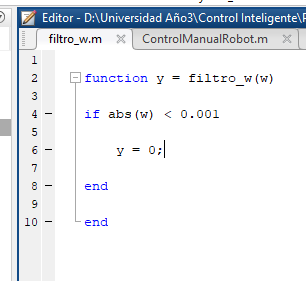 Editor - D:\Universidad Año3\Control Inteligente\
filtro_w.m ControlManualRobot.m
1
2 function y = filtro_w(w)
3
4 if abs(w) < 0.001
5
6 y = 0;
7
8 end
9
10 end